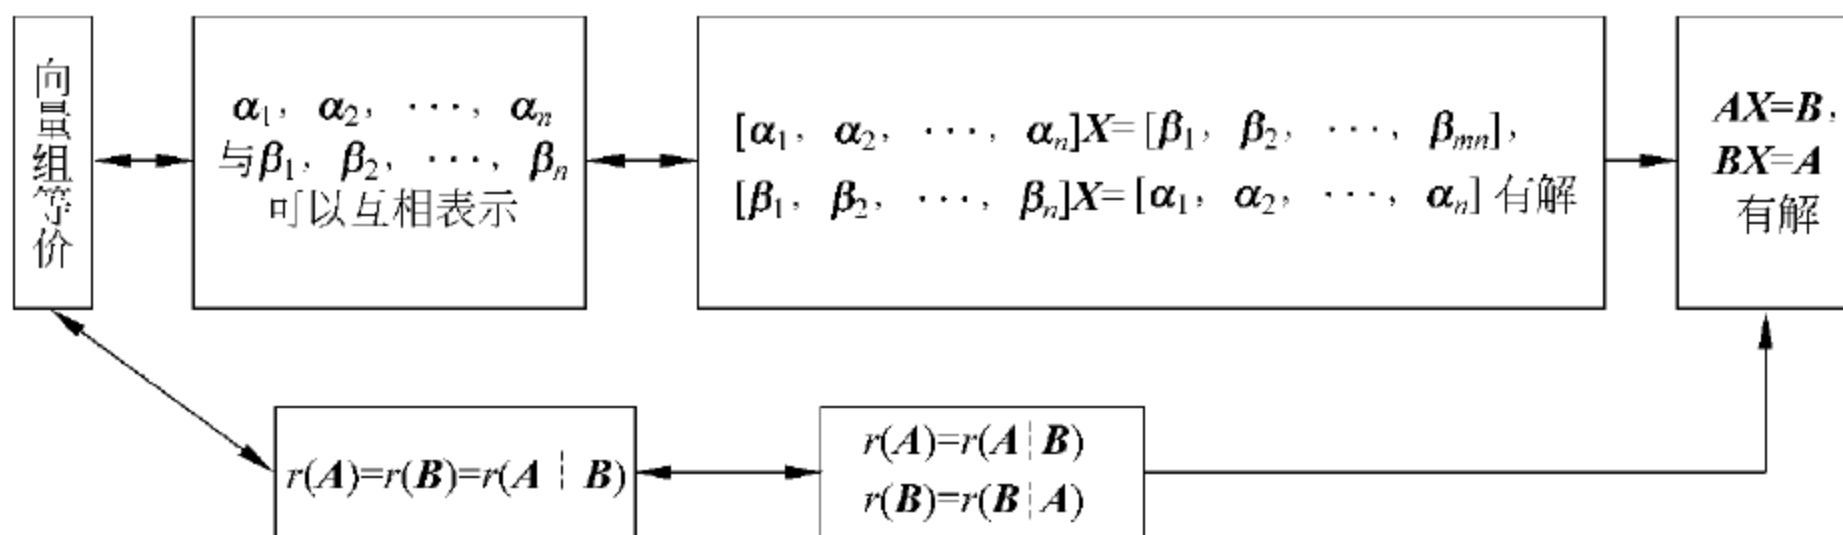 向量组等价
α₁, α₂, ···, αₙ
与β₁, β₂, ···, βₙ
可以互相表示
[α₁, α₂, ···, αₙ]X=[β₁, β₂, ···, βₘₙ],
[β₁, β₂, ···, βₙ]X=[α₁, α₂, ···, αₙ] 有解
AX=B,
BX=A
有解
r(A)=r(B)=r(A ¦ B)
r(A)=r(A¦B)
r(B)=r(B¦A)